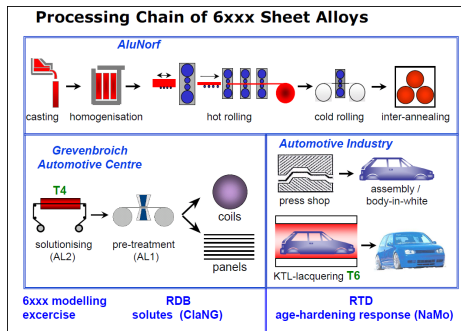 Processing Chain of 6xxx Sheet Alloys
AluNorf
casting
homogenisation
hot rolling
cold rolling
inter-annealing
Grevenbroich
Automotive Centre
T4
solutionising
(AL2)
pre-treatment
(AL1)
coils
panels
Automotive Industry
press shop
assembly /
body-in-white
KTL-lacquering T6
6xxx modelling
excercise
RDB
solutes (ClaNG)
RTD
age-hardening response (NaMo)